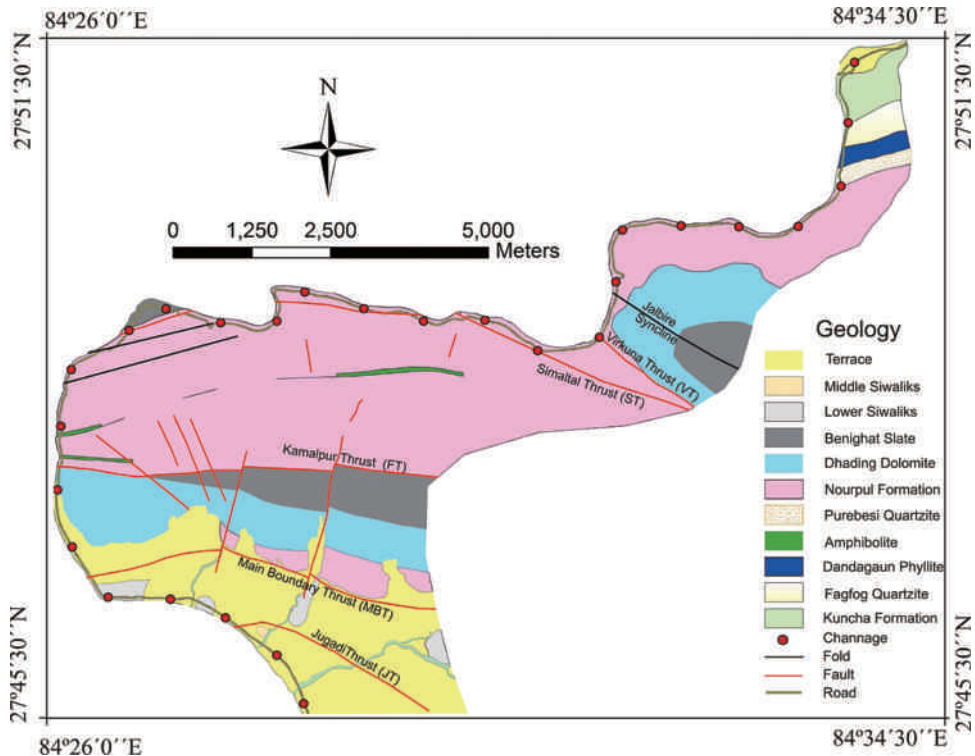 84º26´0´´E
84º34´30´´E
27º51´30´´N
27º51´30´´N
N
0 1,250 2,500 5,000
Meters
Jalbire
Syncline
Virkuna Thrust (VT)
Simaltal Thrust (ST)
Kamalpur Thrust (FT)
Main Boundary Thrust (MBT)
JugadiThrust (JT)
Geology
Terrace
Middle Siwaliks
Lower Siwaliks
Benighat Slate
Dhading Dolomite
Nourpul Formation
Purebesi Quartzite
Amphibolite
Dandagaun Phyllite
Fagfog Quartzite
Kuncha Formation
Channage
Fold
Fault
Road
27º45´30´´N
27º45´30´´N
84º26´0´´E
84º34´30´´E